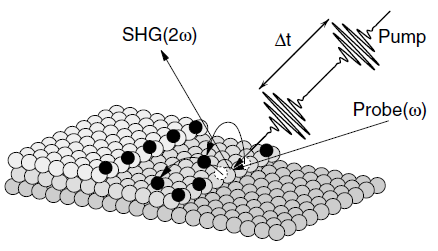 SHG(2ω)
Δt
Pump
Probe(ω)